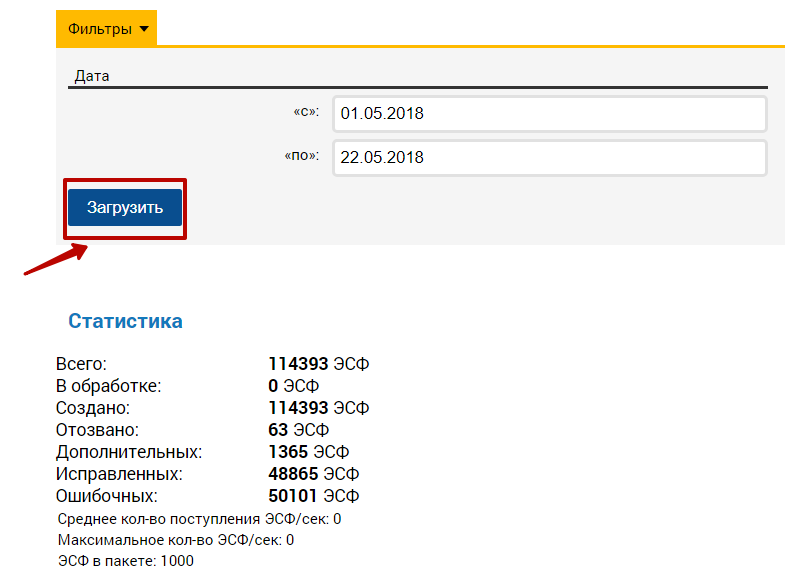 Фильтры
Дата
«с»: 01.05.2018
«по»: 22.05.2018
Загрузить
Статистика
Всего: 114393 ЭСФ
В обработке: 0 ЭСФ
Создано: 114393 ЭСФ
Отозвано: 63 ЭСФ
Дополнительных: 1365 ЭСФ
Исправленных: 48865 ЭСФ
Ошибочных: 50101 ЭСФ
Среднее кол-во поступления ЭСФ/сек: 0
Максимальное кол-во ЭСФ/сек: 0
ЭСФ в пакете: 1000